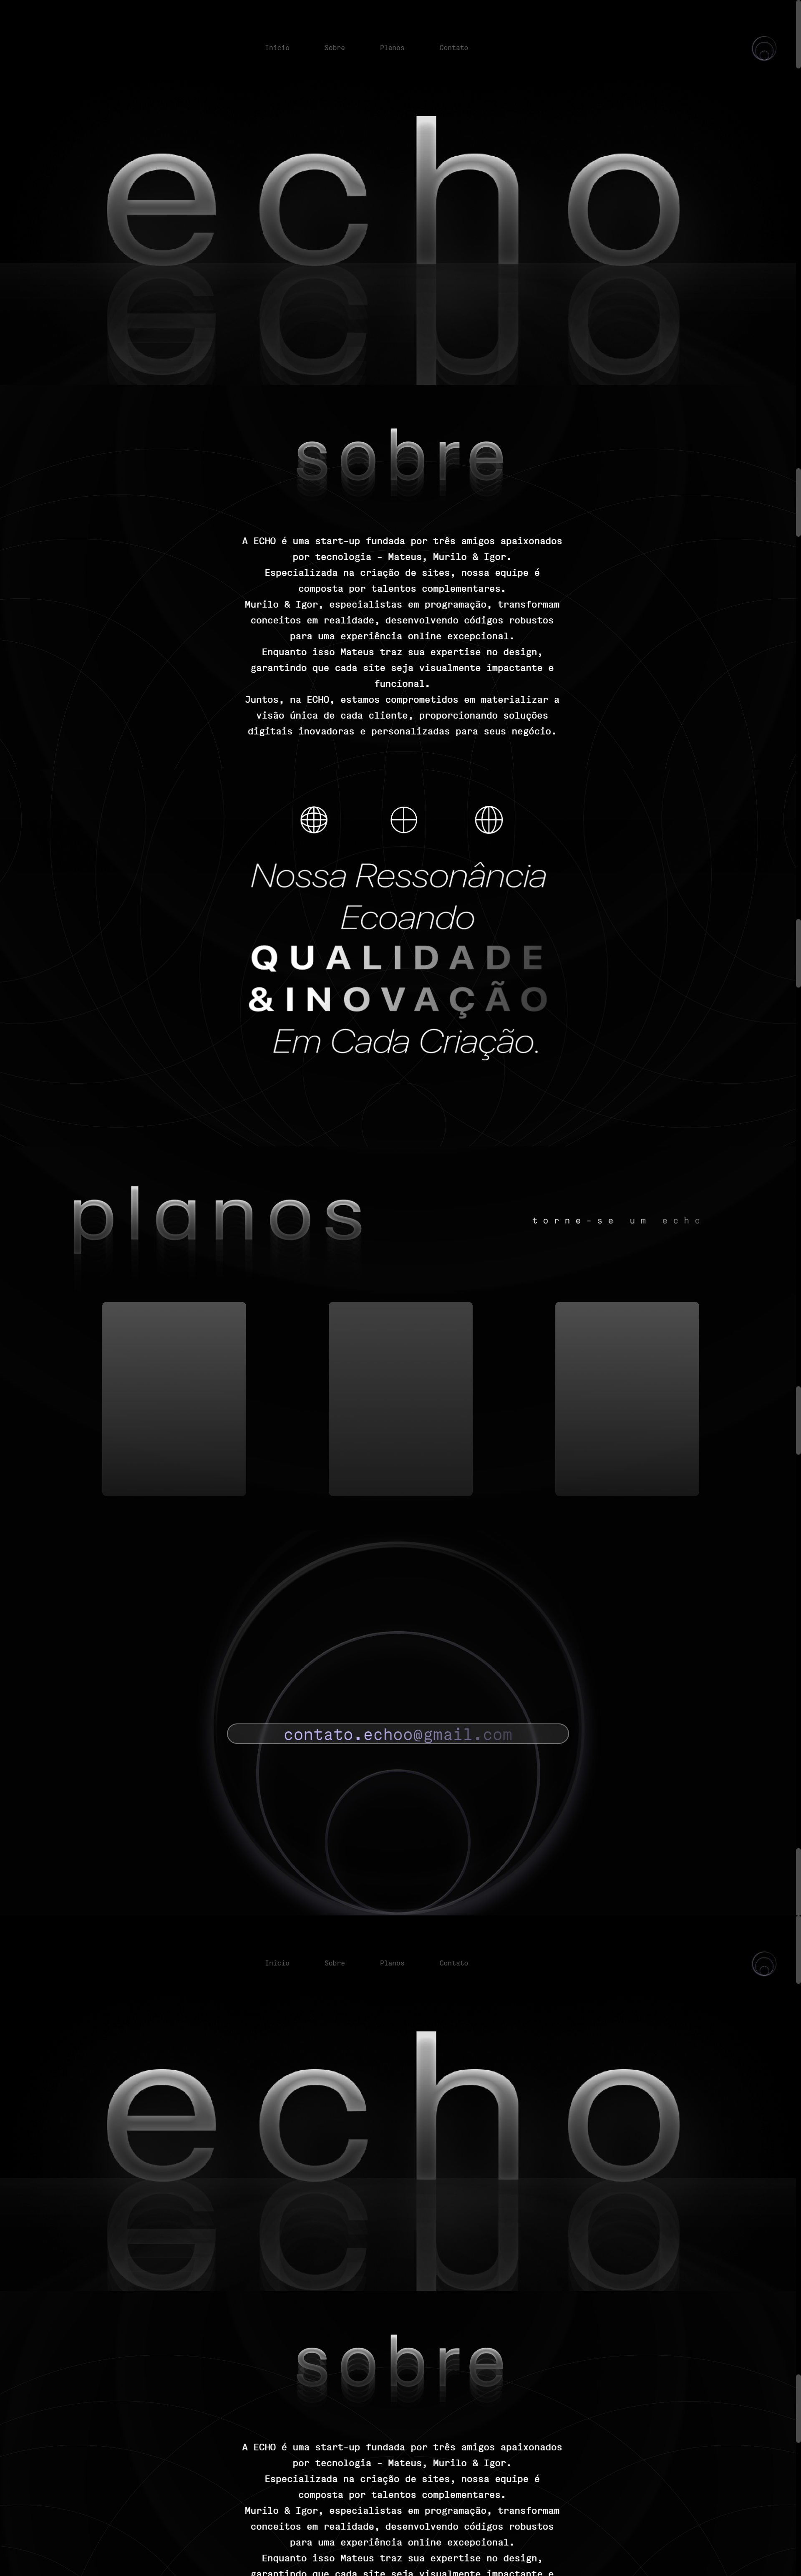 Início Sobre Planos Contato
echo
sobre
A ECHO é uma start-up fundada por três amigos apaixonados
por tecnologia - Mateus, Murilo & Igor.
Especializada na criação de sites, nossa equipe é
composta por talentos complementares.
Murilo & Igor, especialistas em programação, transformam
conceitos em realidade, desenvolvendo códigos robustos
para uma experiência online excepcional.
Enquanto isso Mateus traz sua expertise no design,
garantindo que cada site seja visualmente impactante e
funcional.
Juntos, na ECHO, estamos comprometidos em materializar a
visão única de cada cliente, proporcionando soluções
digitais inovadoras e personalizadas para seus negócio.
Nossa Ressonância
Ecoando
QUALIDADE
&INOVAÇÃO
Em Cada Criação.
planos
torne-se um echo
contato.echoo@gmail.com
Início Sobre Planos Contato
echo
sobre
A ECHO é uma start-up fundada por três amigos apaixonados
por tecnologia - Mateus, Murilo & Igor.
Especializada na criação de sites, nossa equipe é
composta por talentos complementares.
Murilo & Igor, especialistas em programação, transformam
conceitos em realidade, desenvolvendo códigos robustos
para uma experiência online excepcional.
Enquanto isso Mateus traz sua expertise no design,
garantindo que cada site seja visualmente impactante e